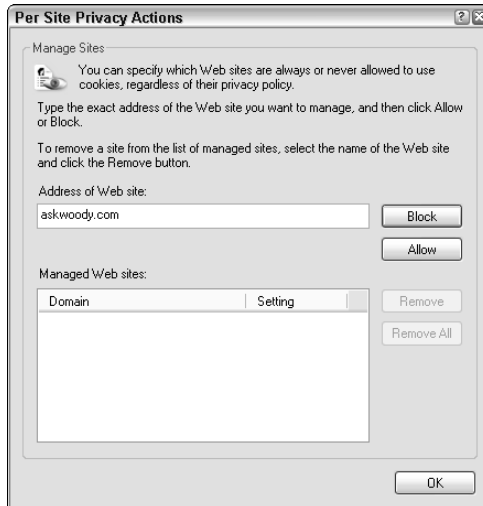 Per Site Privacy Actions
Manage Sites
You can specify which Web sites are always or never allowed to use
cookies, regardless of their privacy policy.
Type the exact address of the Web site you want to manage, and then click Allow
or Block.
To remove a site from the list of managed sites, select the name of the Web site
and click the Remove button.
Address of Web site:
askwoody.com
Block
Allow
Managed Web sites:
Domain Setting
Remove
Remove All
OK